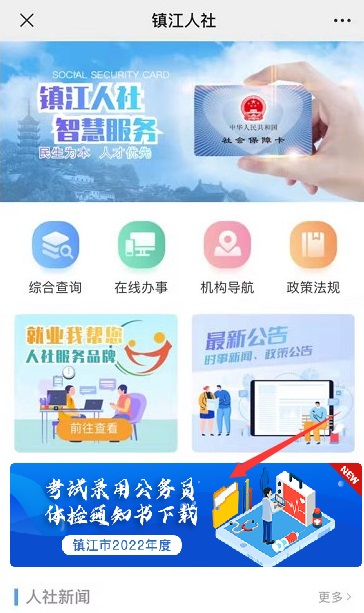 镇江人社
SOCIAL SECURITY CARD
镇江人社
智慧服务
民生为本 人才优先
中华人民共和国
社会保障卡
综合查询
在线办事
机构导航
政策法规
就业我帮您
人社服务品牌
前往查看
最新公告
时事新闻、政策公告
NEW
考试录用公务员
体检通知书下载
镇江市2022年度
人社新闻
更多>